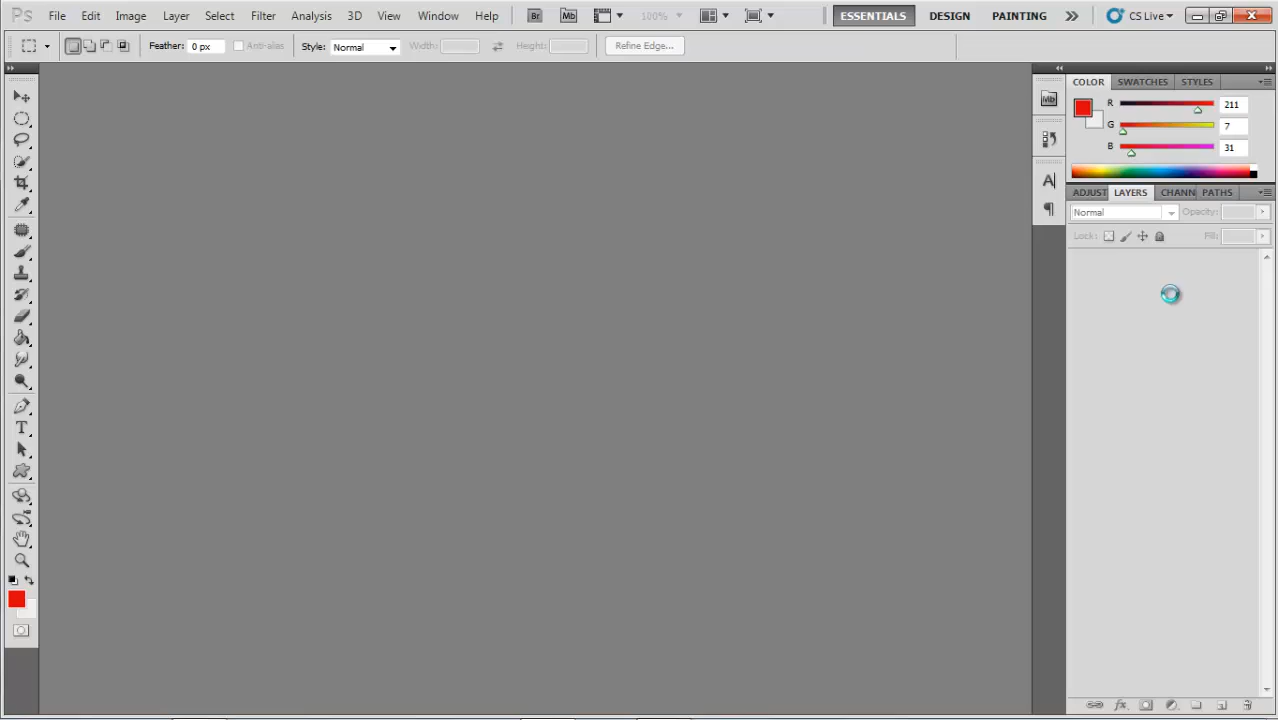 Ps File Edit Image Layer Select Filter Analysis 3D View Window Help Br Mb 100% ESSENTIALS DESIGN PAINTING CS Live
Feather: 0 px Anti-alias Style: Normal Width: Height: Refine Edge...
COLOR SWATCHES STYLES
Mb
R 211
G 7
B 31
A
ADJUST LAYERS CHANN PATHS
Normal Opacity:
Lock: Fill:
T
fx